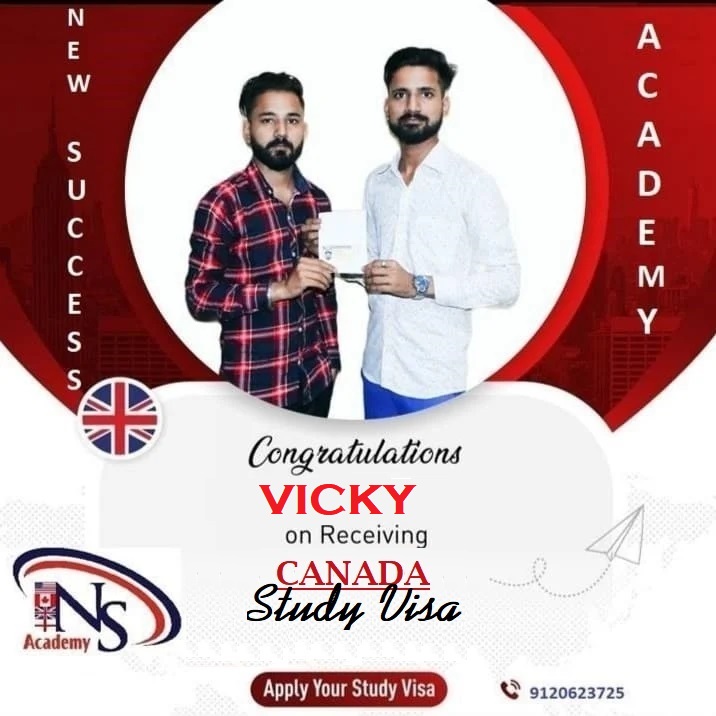 NEW SUCCESS
ACADEMY
Congratulations
VICKY
on Receiving
CANADA
Study Visa
NS
Academy
Apply Your Study Visa
9120623725